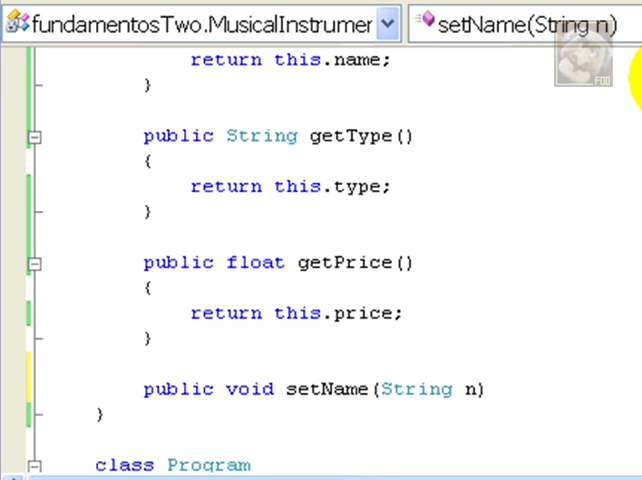 fundamentosTwo.MusicalInstrumer
setName(String n)
return this.name;
}
public String getType()
{
return this.type;
}
public float getPrice()
{
return this.price;
}
public void setName(String n)
}
class Program
FOO